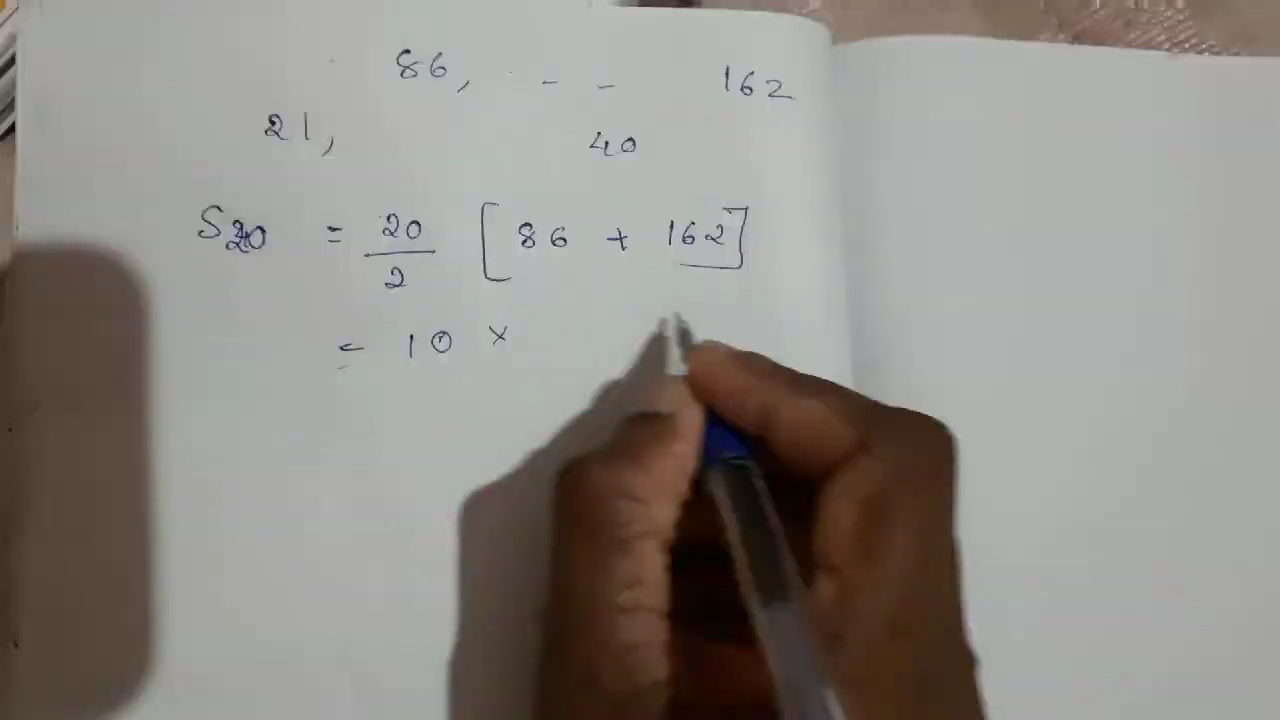 86, - - 162
21, 40
S20 = 20/2 [86 + 162]
= 10 ×